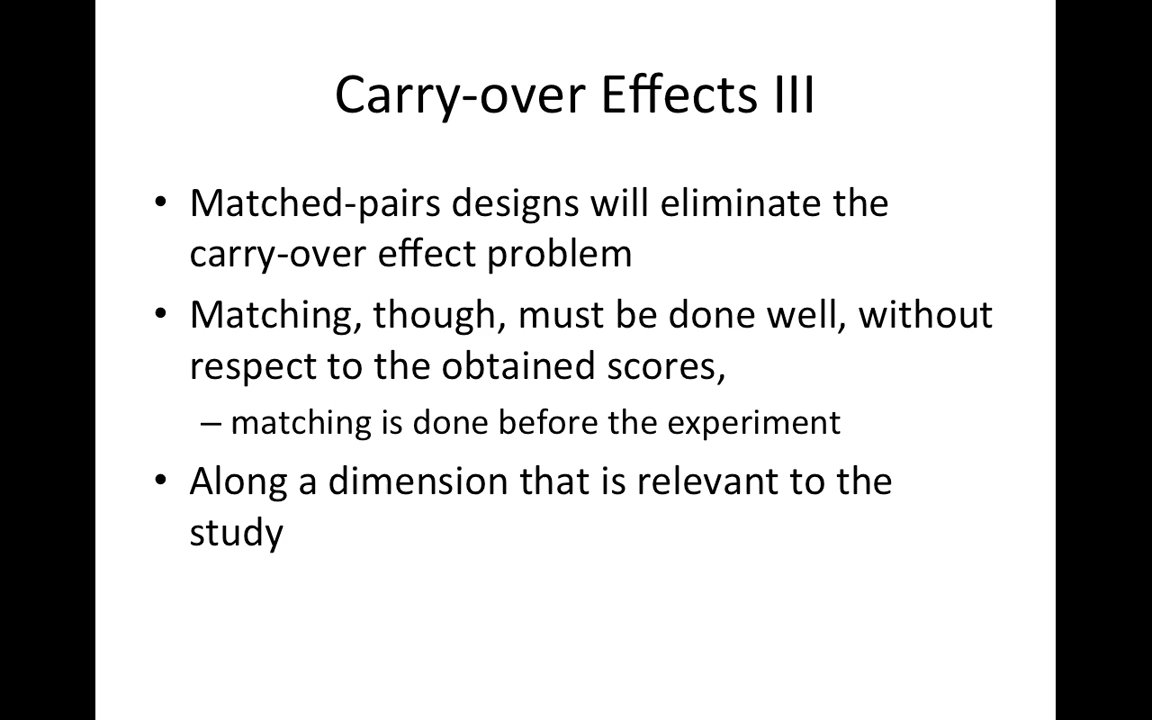 Carry-over Effects III
• Matched-pairs designs will eliminate the
carry-over effect problem
• Matching, though, must be done well, without
respect to the obtained scores,
– matching is done before the experiment
• Along a dimension that is relevant to the
study